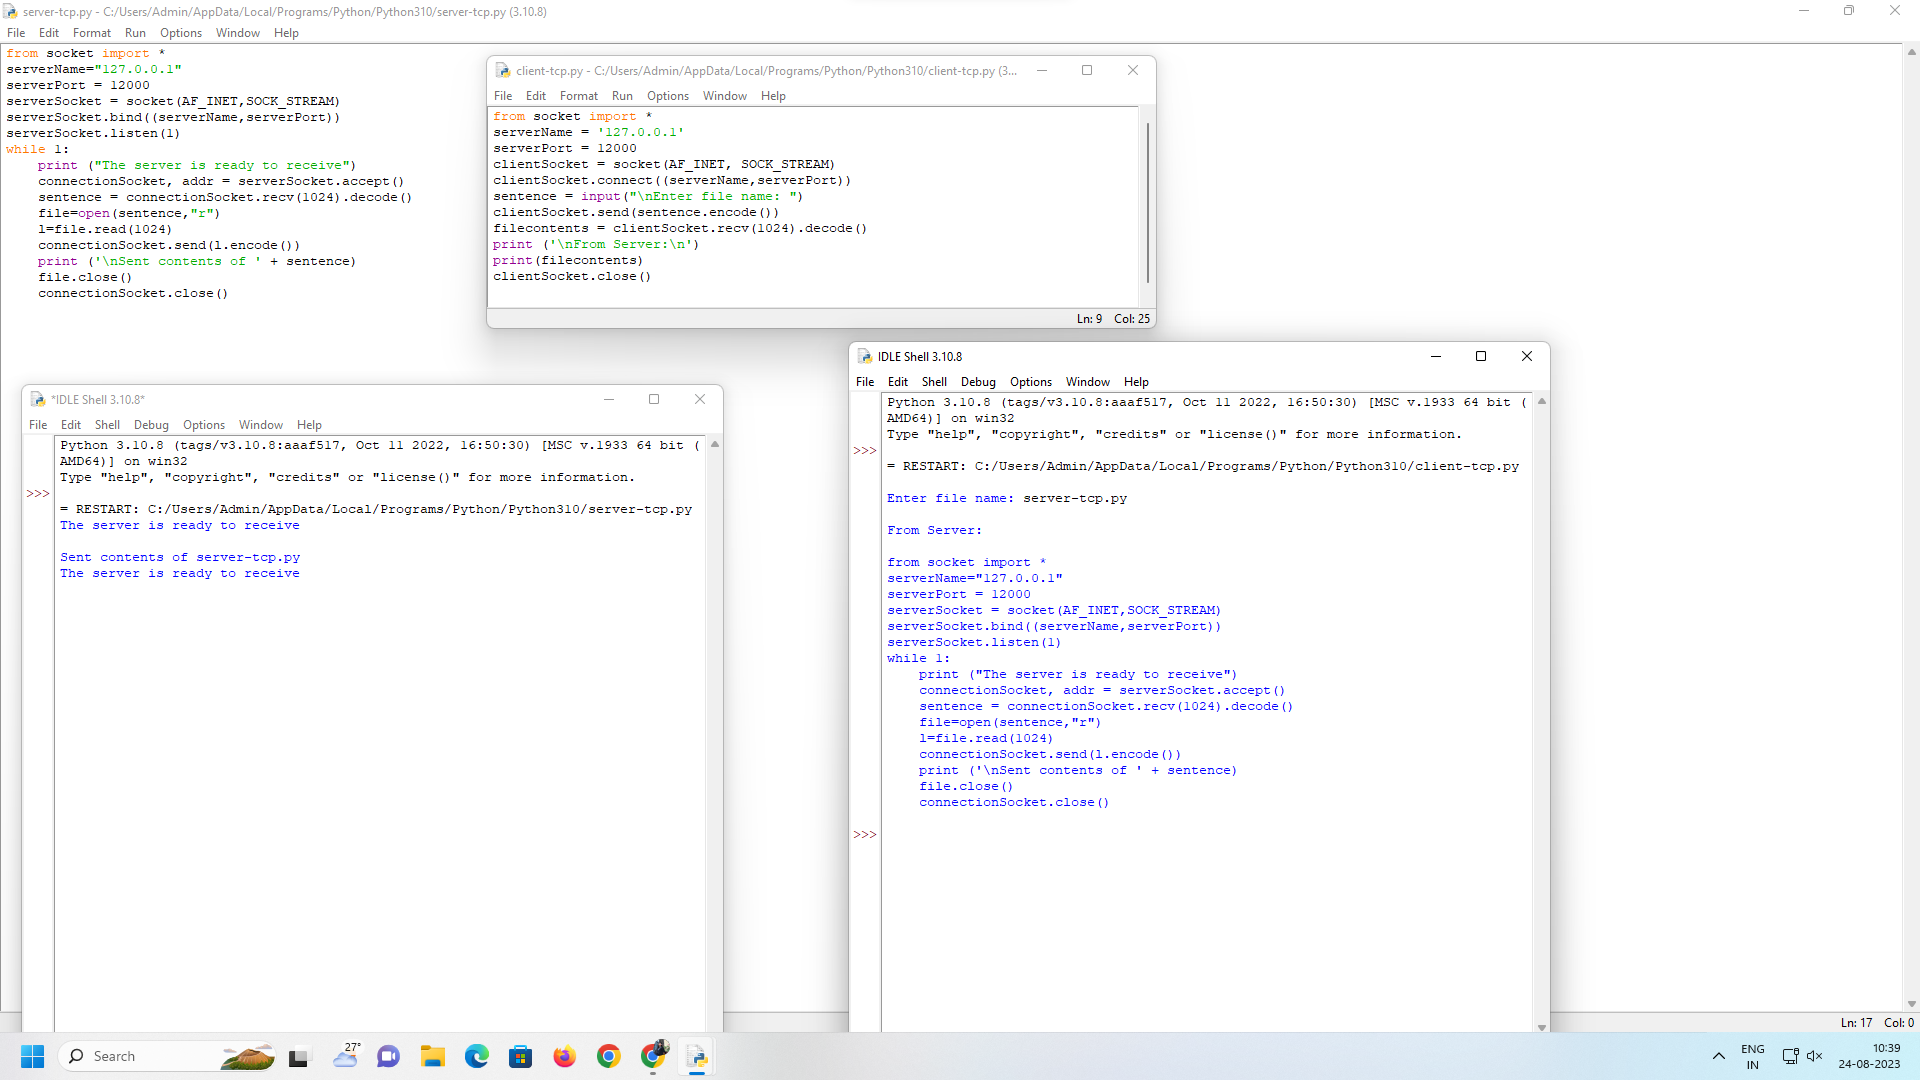 server-tcp.py - C:/Users/Admin/AppData/Local/Programs/Python/Python310/server-tcp.py (3.10.8)
File Edit Format Run Options Window Help
from socket import *
serverName="127.0.0.1"
serverPort = 12000
serverSocket = socket(AF_INET,SOCK_STREAM)
serverSocket.bind((serverName,serverPort))
serverSocket.listen(1)
while 1:
    print ("The server is ready to receive")
    connectionSocket, addr = serverSocket.accept()
    sentence = connectionSocket.recv(1024).decode()
    file=open(sentence,"r")
    l=file.read(1024)
    connectionSocket.send(l.encode())
    print ('\nSent contents of ' + sentence)
    file.close()
    connectionSocket.close()
client-tcp.py - C:/Users/Admin/AppData/Local/Programs/Python/Python310/client-tcp.py (3...
File Edit Format Run Options Window Help
from socket import *
serverName = '127.0.0.1'
serverPort = 12000
clientSocket = socket(AF_INET, SOCK_STREAM)
clientSocket.connect((serverName,serverPort))
sentence = input("\nEnter file name: ")
clientSocket.send(sentence.encode())
filecontents = clientSocket.recv(1024).decode()
print ('\nFrom Server:\n')
print(filecontents)
clientSocket.close()
Ln: 9 Col: 25
*IDLE Shell 3.10.8*
File Edit Shell Debug Options Window Help
Python 3.10.8 (tags/v3.10.8:aaaf517, Oct 11 2022, 16:50:30) [MSC v.1933 64 bit (
AMD64)] on win32
Type "help", "copyright", "credits" or "license()" for more information.
>>>
= RESTART: C:/Users/Admin/AppData/Local/Programs/Python/Python310/server-tcp.py
The server is ready to receive
Sent contents of server-tcp.py
The server is ready to receive
IDLE Shell 3.10.8
File Edit Shell Debug Options Window Help
Python 3.10.8 (tags/v3.10.8:aaaf517, Oct 11 2022, 16:50:30) [MSC v.1933 64 bit (
AMD64)] on win32
Type "help", "copyright", "credits" or "license()" for more information.
>>>
= RESTART: C:/Users/Admin/AppData/Local/Programs/Python/Python310/client-tcp.py
Enter file name: server-tcp.py
From Server:
from socket import *
serverName="127.0.0.1"
serverPort = 12000
serverSocket = socket(AF_INET,SOCK_STREAM)
serverSocket.bind((serverName,serverPort))
serverSocket.listen(1)
while 1:
    print ("The server is ready to receive")
    connectionSocket, addr = serverSocket.accept()
    sentence = connectionSocket.recv(1024).decode()
    file=open(sentence,"r")
    l=file.read(1024)
    connectionSocket.send(l.encode())
    print ('\nSent contents of ' + sentence)
    file.close()
    connectionSocket.close()
>>>
Ln: 17 Col: 0
Search
27°
ENG
IN
10:39
24-08-2023